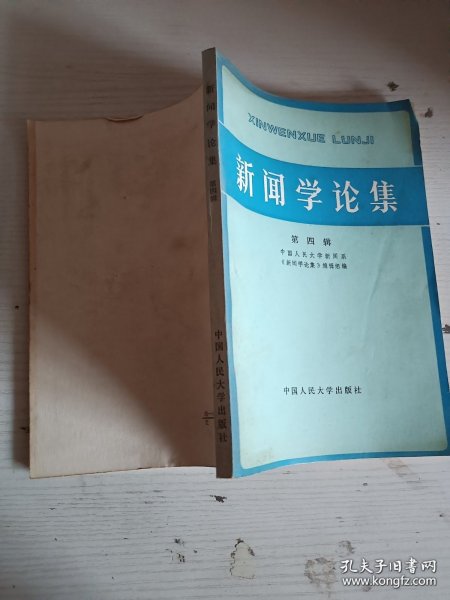 XINWENXUE LUNJI
新闻学论集
第四辑
中国人民大学新闻系
《新闻学论集》编辑组编
中国人民大学出版社
新闻学论集
第四辑
中国人民大学出版社
孔夫子旧书网
www.kongfz.com